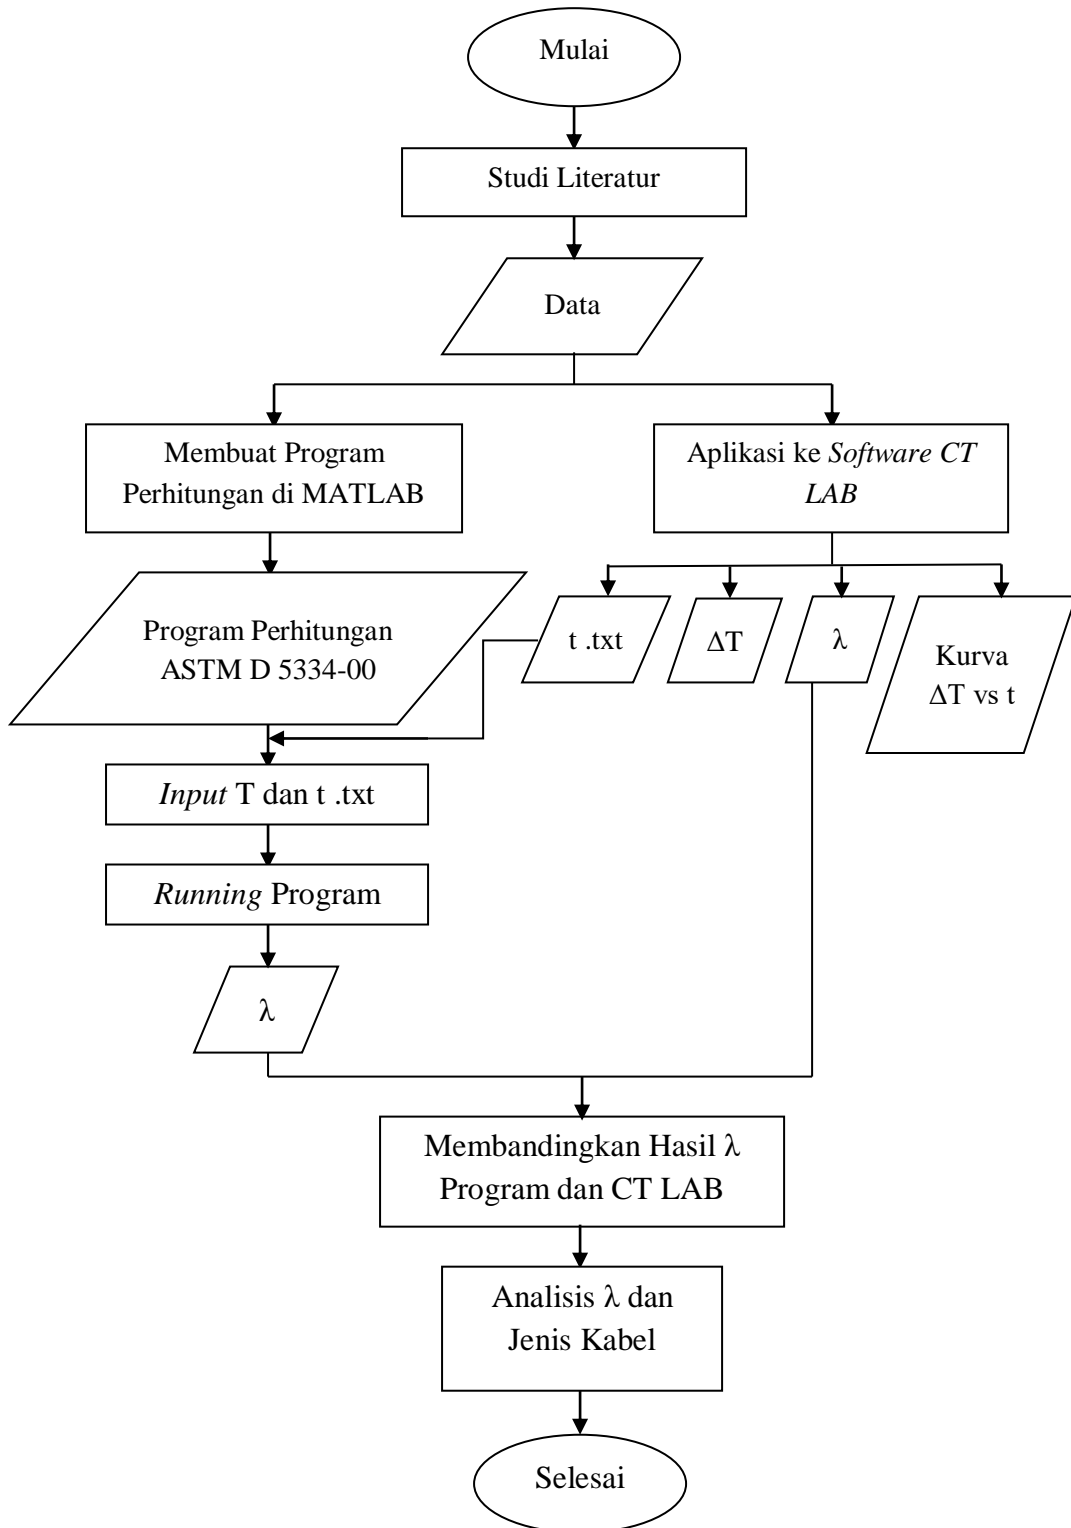 Mulai
Studi Literatur
Data
Membuat Program
Perhitungan di MATLAB
Aplikasi ke Software CT
LAB
Program Perhitungan
ASTM D 5334-00
t .txt
ΔT
λ
Kurva
ΔT vs t
Input T dan t .txt
Running Program
λ
Membandingkan Hasil λ
Program dan CT LAB
Analisis λ dan
Jenis Kabel
Selesai